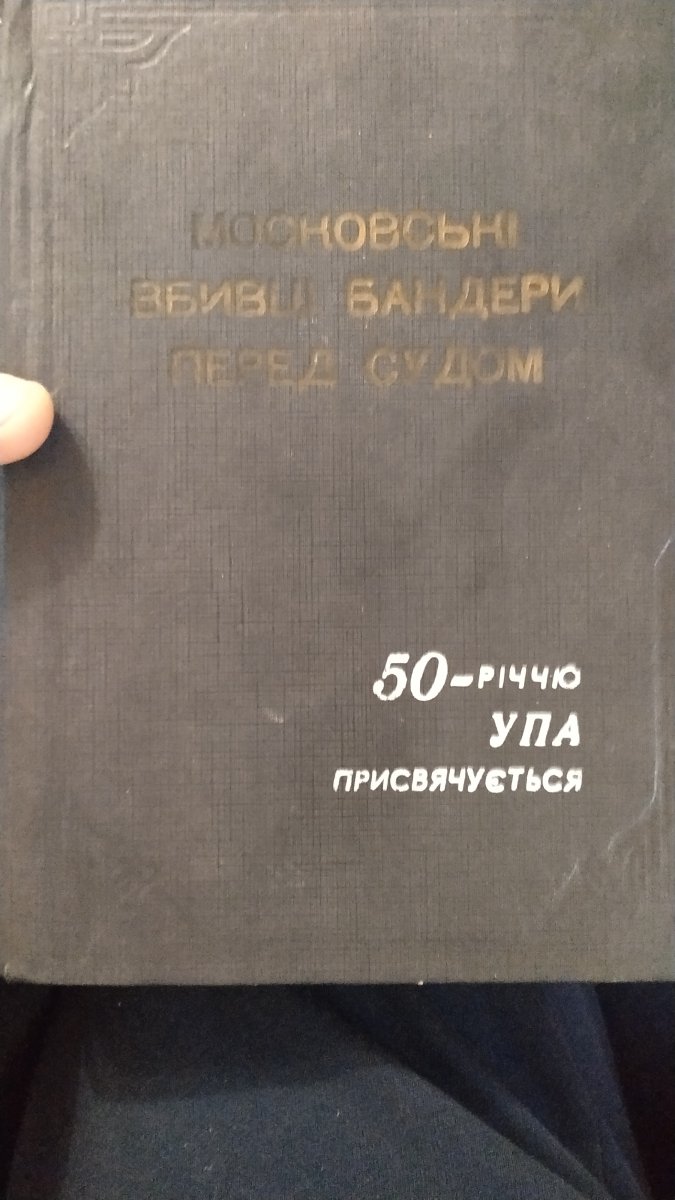 МОСКОВСЬКІ
ВБИВЦІ БАНДЕРИ
ПЕРЕД СУДОМ
50-РІЧЧЮ
УПА
ПРИСВЯЧУЄТЬСЯ